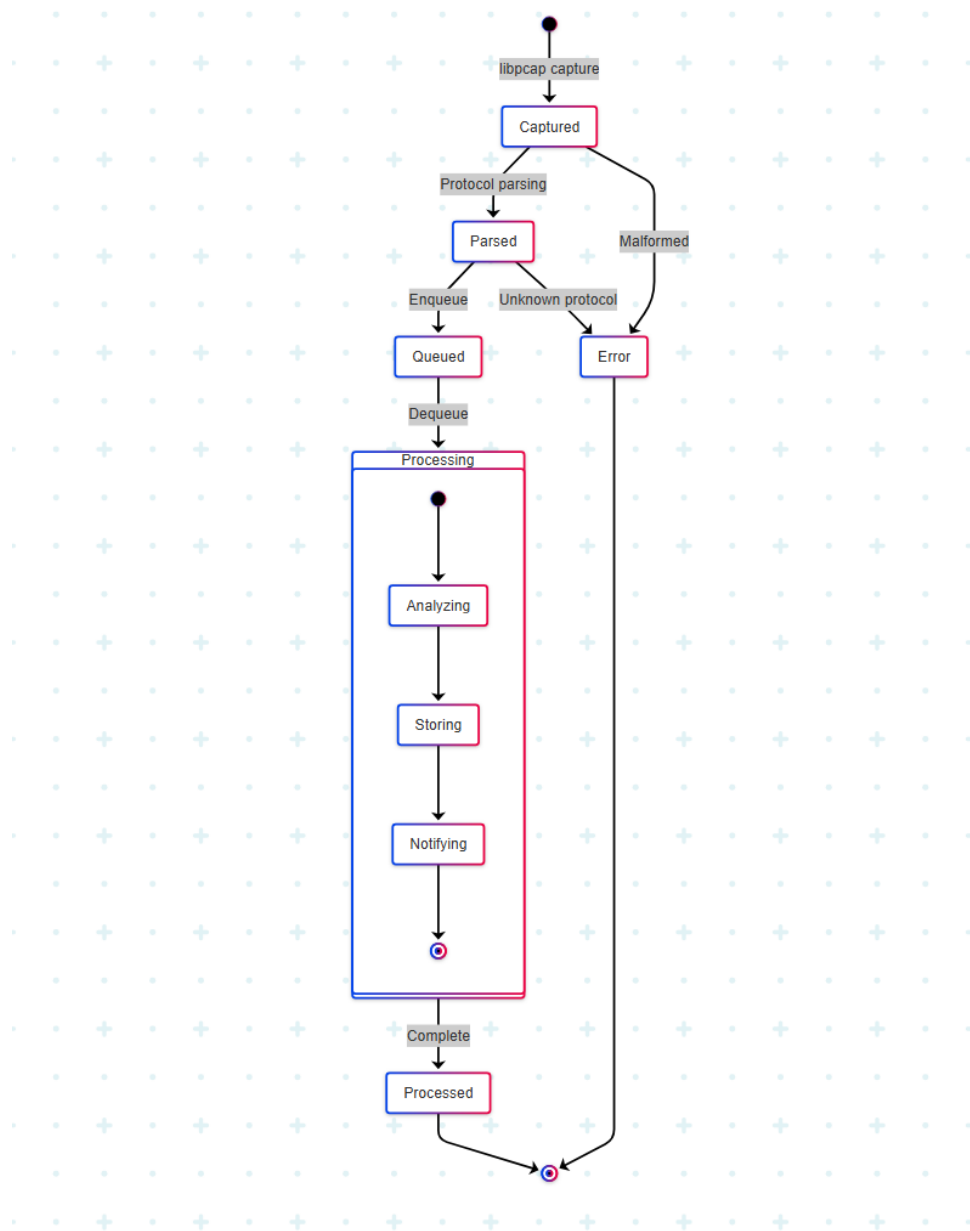 libpcap capture
Captured
Protocol parsing
Parsed
Malformed
Enqueue
Unknown protocol
Queued
Error
Dequeue
Processing
Analyzing
Storing
Notifying
Complete
Processed